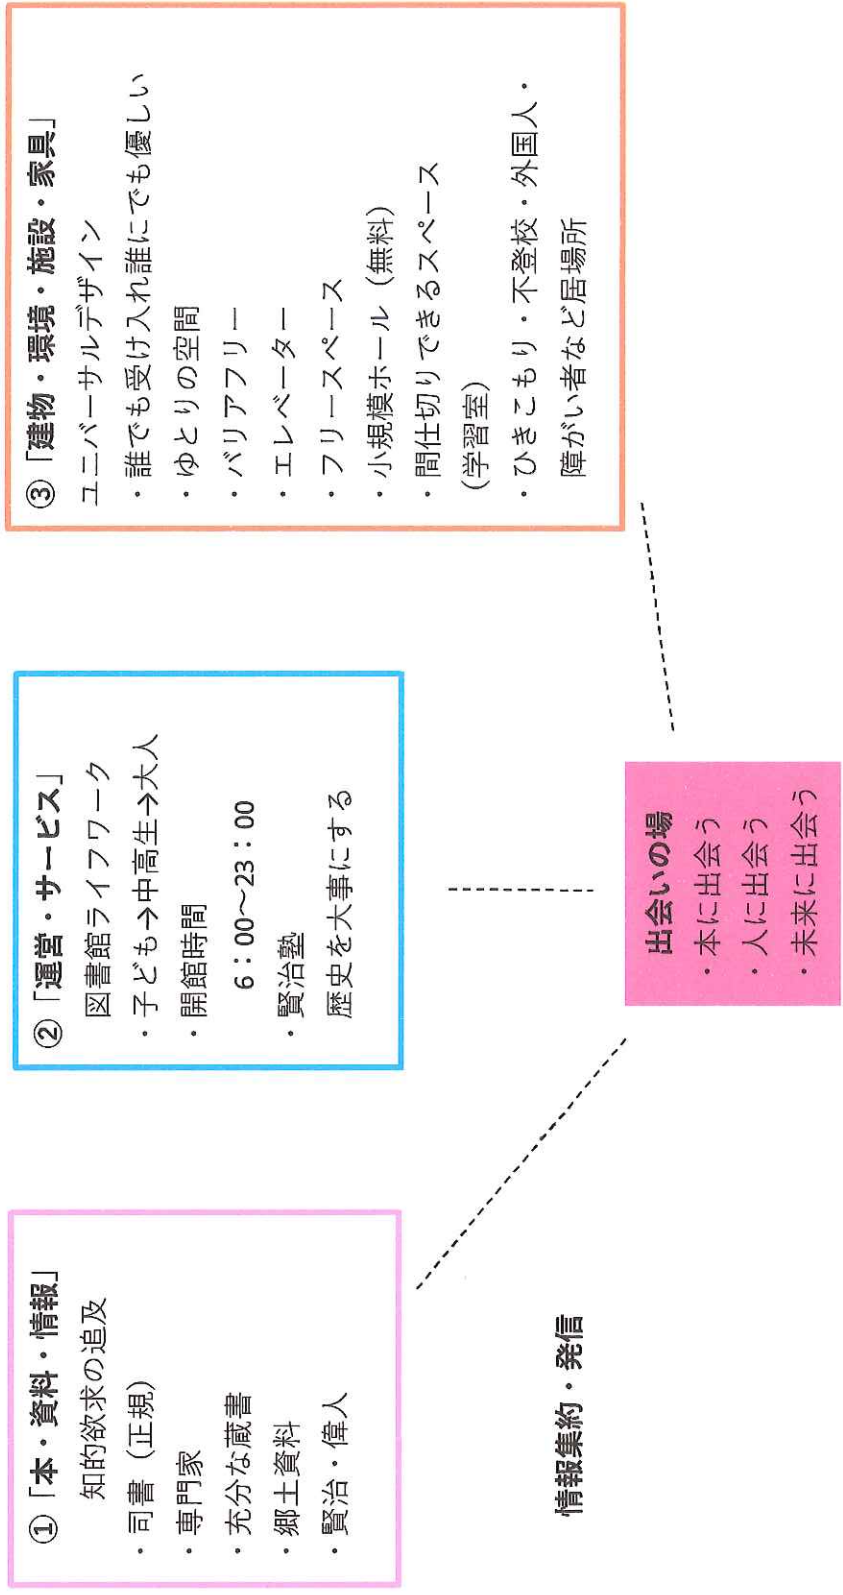 ①「本・資料・情報」
知的欲求の追及
・司書（正規）
・専門家
・充分な蔵書
・郷土資料
・賢治・偉人
②「運営・サービス」
図書館ライフワーク
・子ども→中高生→大人
・開館時間
6：00～23：00
・賢治塾
歴史を大事にする
③「建物・環境・施設・家具」
ユニバーサルデザイン
・誰でも受け入れ誰にでも優しい
・ゆとりの空間
・バリアフリー
・エレベーター
・フリースペース
・小規模ホール（無料）
・間仕切りできるスペース
（学習室）
・ひきこもり・不登校・外国人・
障がい者など居場所
情報集約・発信
出会いの場
・本に出会う
・人に出会う
・未来に出会う